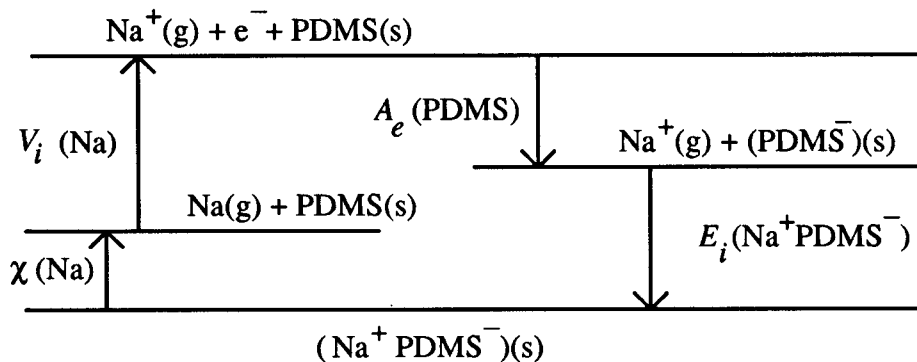 Na⁺(g) + e⁻ + PDMS(s)
V_i (Na)
A_e (PDMS)
Na⁺(g) + (PDMS⁻)(s)
Na(g) + PDMS(s)
E_i (Na⁺PDMS⁻)
χ (Na)
(Na⁺ PDMS⁻)(s)